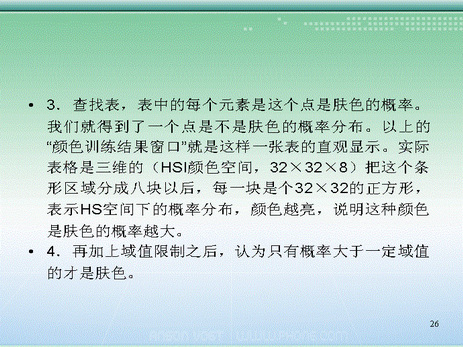 • 3．查找表，表中的每个元素是这个点是肤色的概率。
我们就得到了一个点是不是肤色的概率分布。以上的
“颜色训练结果窗口”就是这样一张表的直观显示。实际
表格是三维的（HSI颜色空间，32×32×8）把这个条
形区域分成八块以后，每一块是个32×32的正方形，
表示HS空间下的概率分布，颜色越亮，说明这种颜色
是肤色的概率越大。
• 4．再加上域值限制之后，认为只有概率大于一定域值
的才是肤色。
26